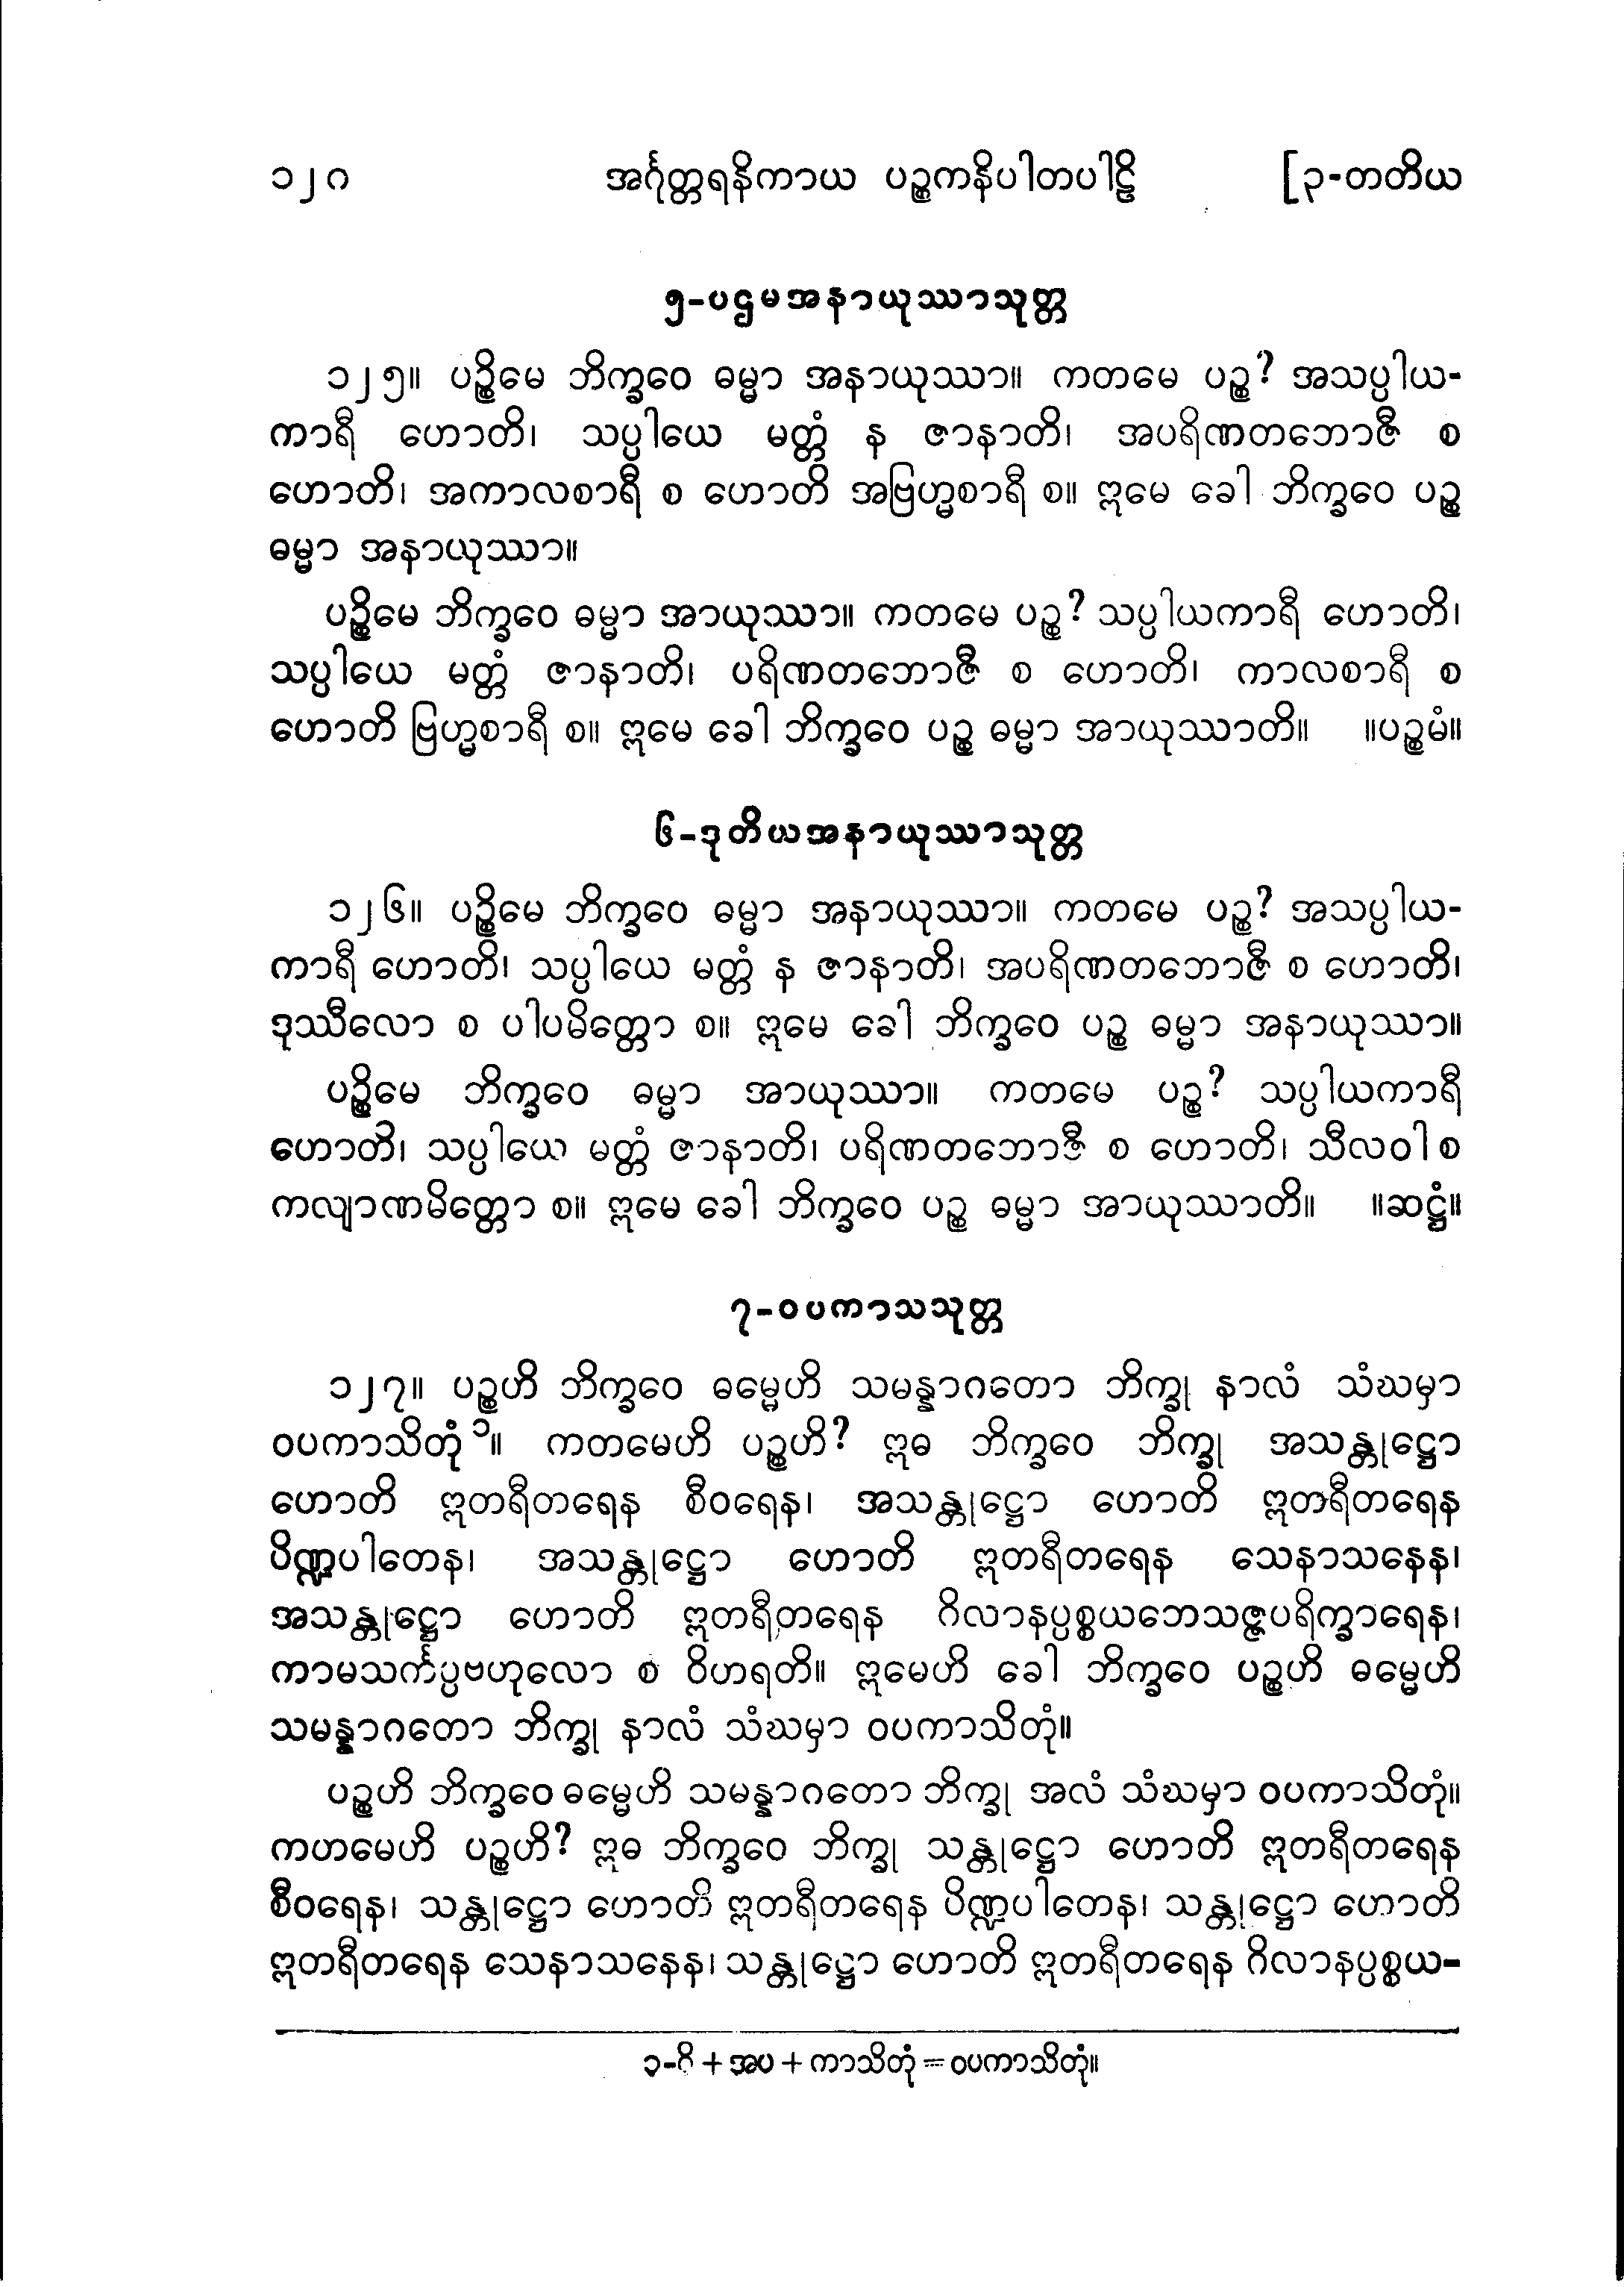 ၁၂၀ အင်္ဂုတ္တရနိကာယ ပဉ္စကနိပါတပါဠိ [၃-တတိယ
၅-ပဌမအနာယုဿာသုတ္တ
၁၂၅။ ပဉ္စိမေ ဘိက္ခဝေ ဓမ္မာ အနာယုဿာ။ ကတမေ ပဉ္စ? အသပ္ပါယ-
ကာရီ ဟောတိ၊ သပ္ပါယေ မတ္တံ န ဇာနာတိ၊ အပရိဏတဘောဇီ စ
ဟောတိ၊ အကာလစာရီ စ ဟောတိ အဗြဟ္မစာရီ စ။ ဣမေ ခေါ ဘိက္ခဝေ ပဉ္စ
ဓမ္မာ အနာယုဿာ။
ပဉ္စိမေ ဘိက္ခဝေ ဓမ္မာ အာယုဿာ။ ကတမေ ပဉ္စ? သပ္ပါယကာရီ ဟောတိ၊
သပ္ပါယေ မတ္တံ ဇာနာတိ၊ ပရိဏတဘောဇီ စ ဟောတိ၊ ကာလစာရီ စ
ဟောတိ ဗြဟ္မစာရီ စ။ ဣမေ ခေါ ဘိက္ခဝေ ပဉ္စ ဓမ္မာ အာယုဿာတိ။ ။ပဉ္စမံ။
၆-ဒုတိယအနာယုဿာသုတ္တ
၁၂၆။ ပဉ္စိမေ ဘိက္ခဝေ ဓမ္မာ အနာယုဿာ။ ကတမေ ပဉ္စ? အသပ္ပါယ-
ကာရီ ဟောတိ၊ သပ္ပါယေ မတ္တံ န ဇာနာတိ၊ အပရိဏတဘောဇီ စ ဟောတိ၊
ဒုဿီလော စ ပါပမိတ္တော စ။ ဣမေ ခေါ ဘိက္ခဝေ ပဉ္စ ဓမ္မာ အနာယုဿာ။
ပဉ္စိမေ ဘိက္ခဝေ ဓမ္မာ အာယုဿာ။ ကတမေ ပဉ္စ? သပ္ပါယကာရီ
ဟောတိ၊ သပ္ပါယေ မတ္တံ ဇာနာတိ၊ ပရိဏတဘောဇီ စ ဟောတိ၊ သီလဝါ စ
ကလျာဏမိတ္တော စ။ ဣမေ ခေါ ဘိက္ခဝေ ပဉ္စ ဓမ္မာ အာယုဿာတိ။ ။ဆဋ္ဌံ။
၇-ဝပကာသသုတ္တ
၁၂၇။ ပဉ္စဟိ ဘိက္ခဝေ ဓမ္မေဟိ သမန္နာဂတော ဘိက္ခု နာလံ သံဃမှာ
ဝပကာသိတုံ ၁။ ကတမေဟိ ပဉ္စဟိ? ဣဓ ဘိက္ခဝေ ဘိက္ခု အသန္တုဋ္ဌော
ဟောတိ ဣတရီတရေန စီဝရေန၊ အသန္တုဋ္ဌော ဟောတိ ဣတရီတရေန
ပိဏ္ဍပါတေန၊ အသန္တုဋ္ဌော ဟောတိ ဣတရီတရေန သေနာသနေန၊
အသန္တုဋ္ဌော ဟောတိ ဣတရီတရေန ဂိလာနပ္ပစ္စယဘေသဇ္ဇပရိက္ခာရေန၊
ကာမသင်္ကပ္ပဗဟုလော စ ဝိဟရတိ။ ဣမေဟိ ခေါ ဘိက္ခဝေ ပဉ္စဟိ ဓမ္မေဟိ
သမန္နာဂတော ဘိက္ခု နာလံ သံဃမှာ ဝပကာသိတုံ။
ပဉ္စဟိ ဘိက္ခဝေ ဓမ္မေဟိ သမန္နာဂတော ဘိက္ခု အလံ သံဃမှာ ဝပကာသိတုံ။
ကဟမေဟိ ပဉ္စဟိ? ဣဓ ဘိက္ခဝေ ဘိက္ခု သန္တုဋ္ဌော ဟောတိ ဣတရီတရေန
စီဝရေန၊ သန္တုဋ္ဌော ဟောတိ ဣတရီတရေန ပိဏ္ဍပါတေန၊ သန္တုဋ္ဌော ဟောတိ
ဣတရီတရေန သေနာသနေန၊ သန္တုဋ္ဌော ဟောတိ ဣတရီတရေန ဂိလာနပ္ပစ္စယ-
၁-ဝိ + အပ + ကာသိတုံ = ဝပကာသိတုံ။